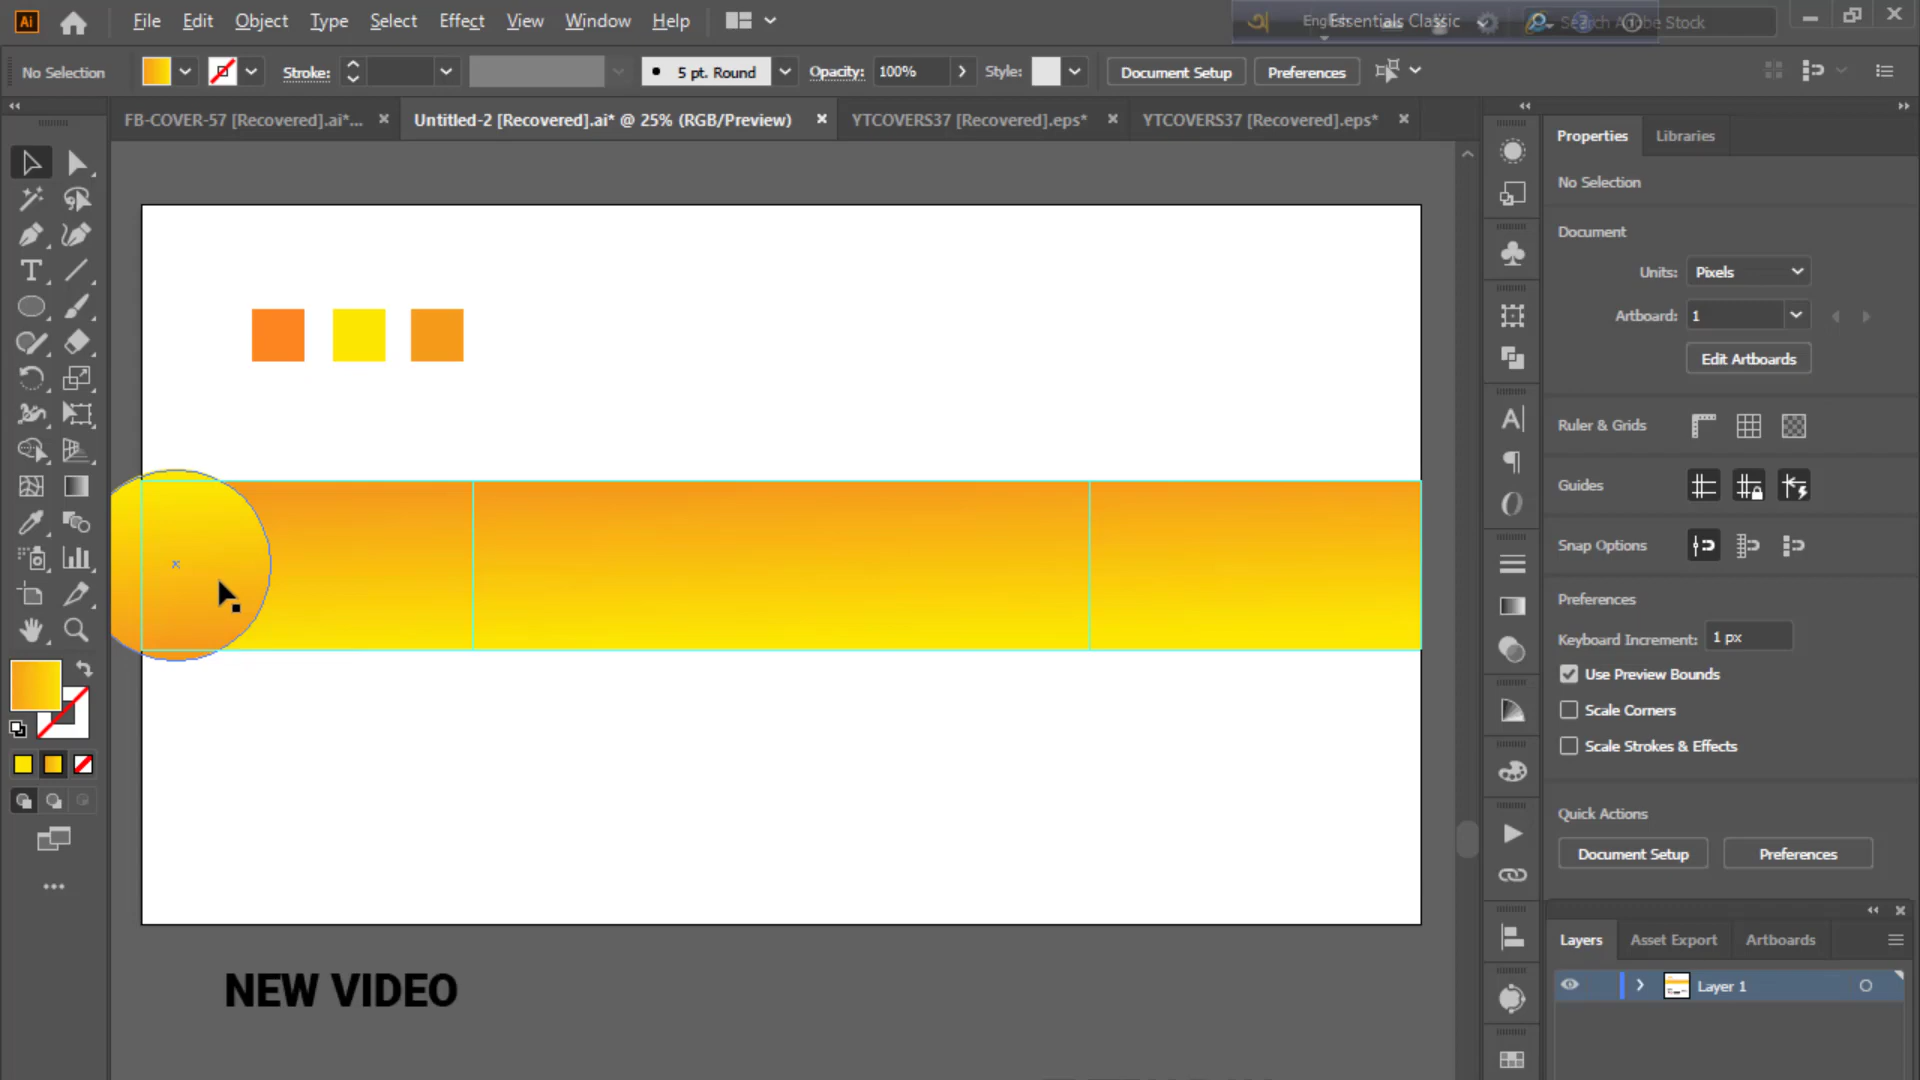 Ai File Edit Object Type Select Effect View Window Help English Essentials Classic Search Adobe Stock
No Selection Stroke: 5 pt. Round Opacity: 100% Style: Document Setup Preferences
FB-COVER-57 [Recovered].ai*... × Untitled-2 [Recovered].ai* @ 25% (RGB/Preview) × YTCOVERS37 [Recovered].eps* × YTCOVERS37 [Recovered].eps* ×
Properties Libraries
No Selection
Document
Units: Pixels
Artboard: 1
Edit Artboards
Ruler & Grids
Guides
Snap Options
Preferences
Keyboard Increment: 1 px
Use Preview Bounds
Scale Corners
Scale Strokes & Effects
Quick Actions
Document Setup Preferences
Layers Asset Export Artboards
Layer 1
NEW VIDEO